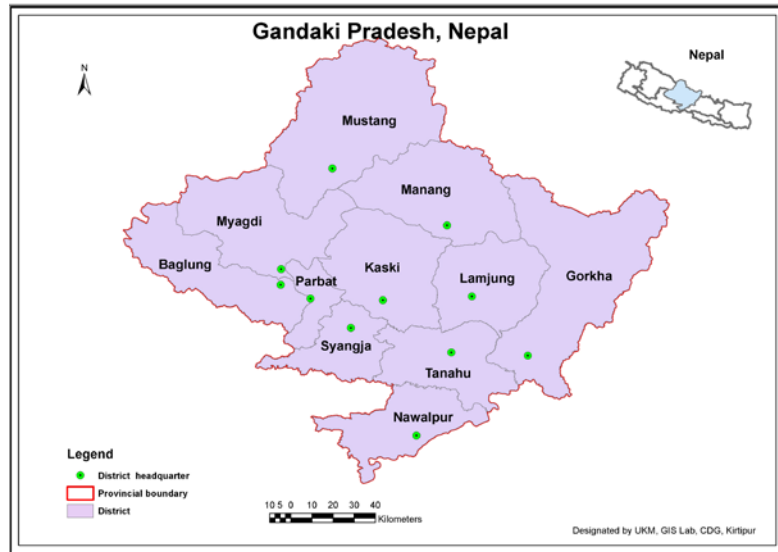 Gandaki Pradesh, Nepal
N
Nepal
Mustang
Manang
Myagdi
Baglung
Parbat
Kaski
Lamjung
Gorkha
Syangja
Tanahu
Nawalpur
Legend
District headquarter
Provincial boundary
District
10 5 0 10 20 30 40
Kilometers
Designated by UKM, GIS Lab, CDG, Kirtipur